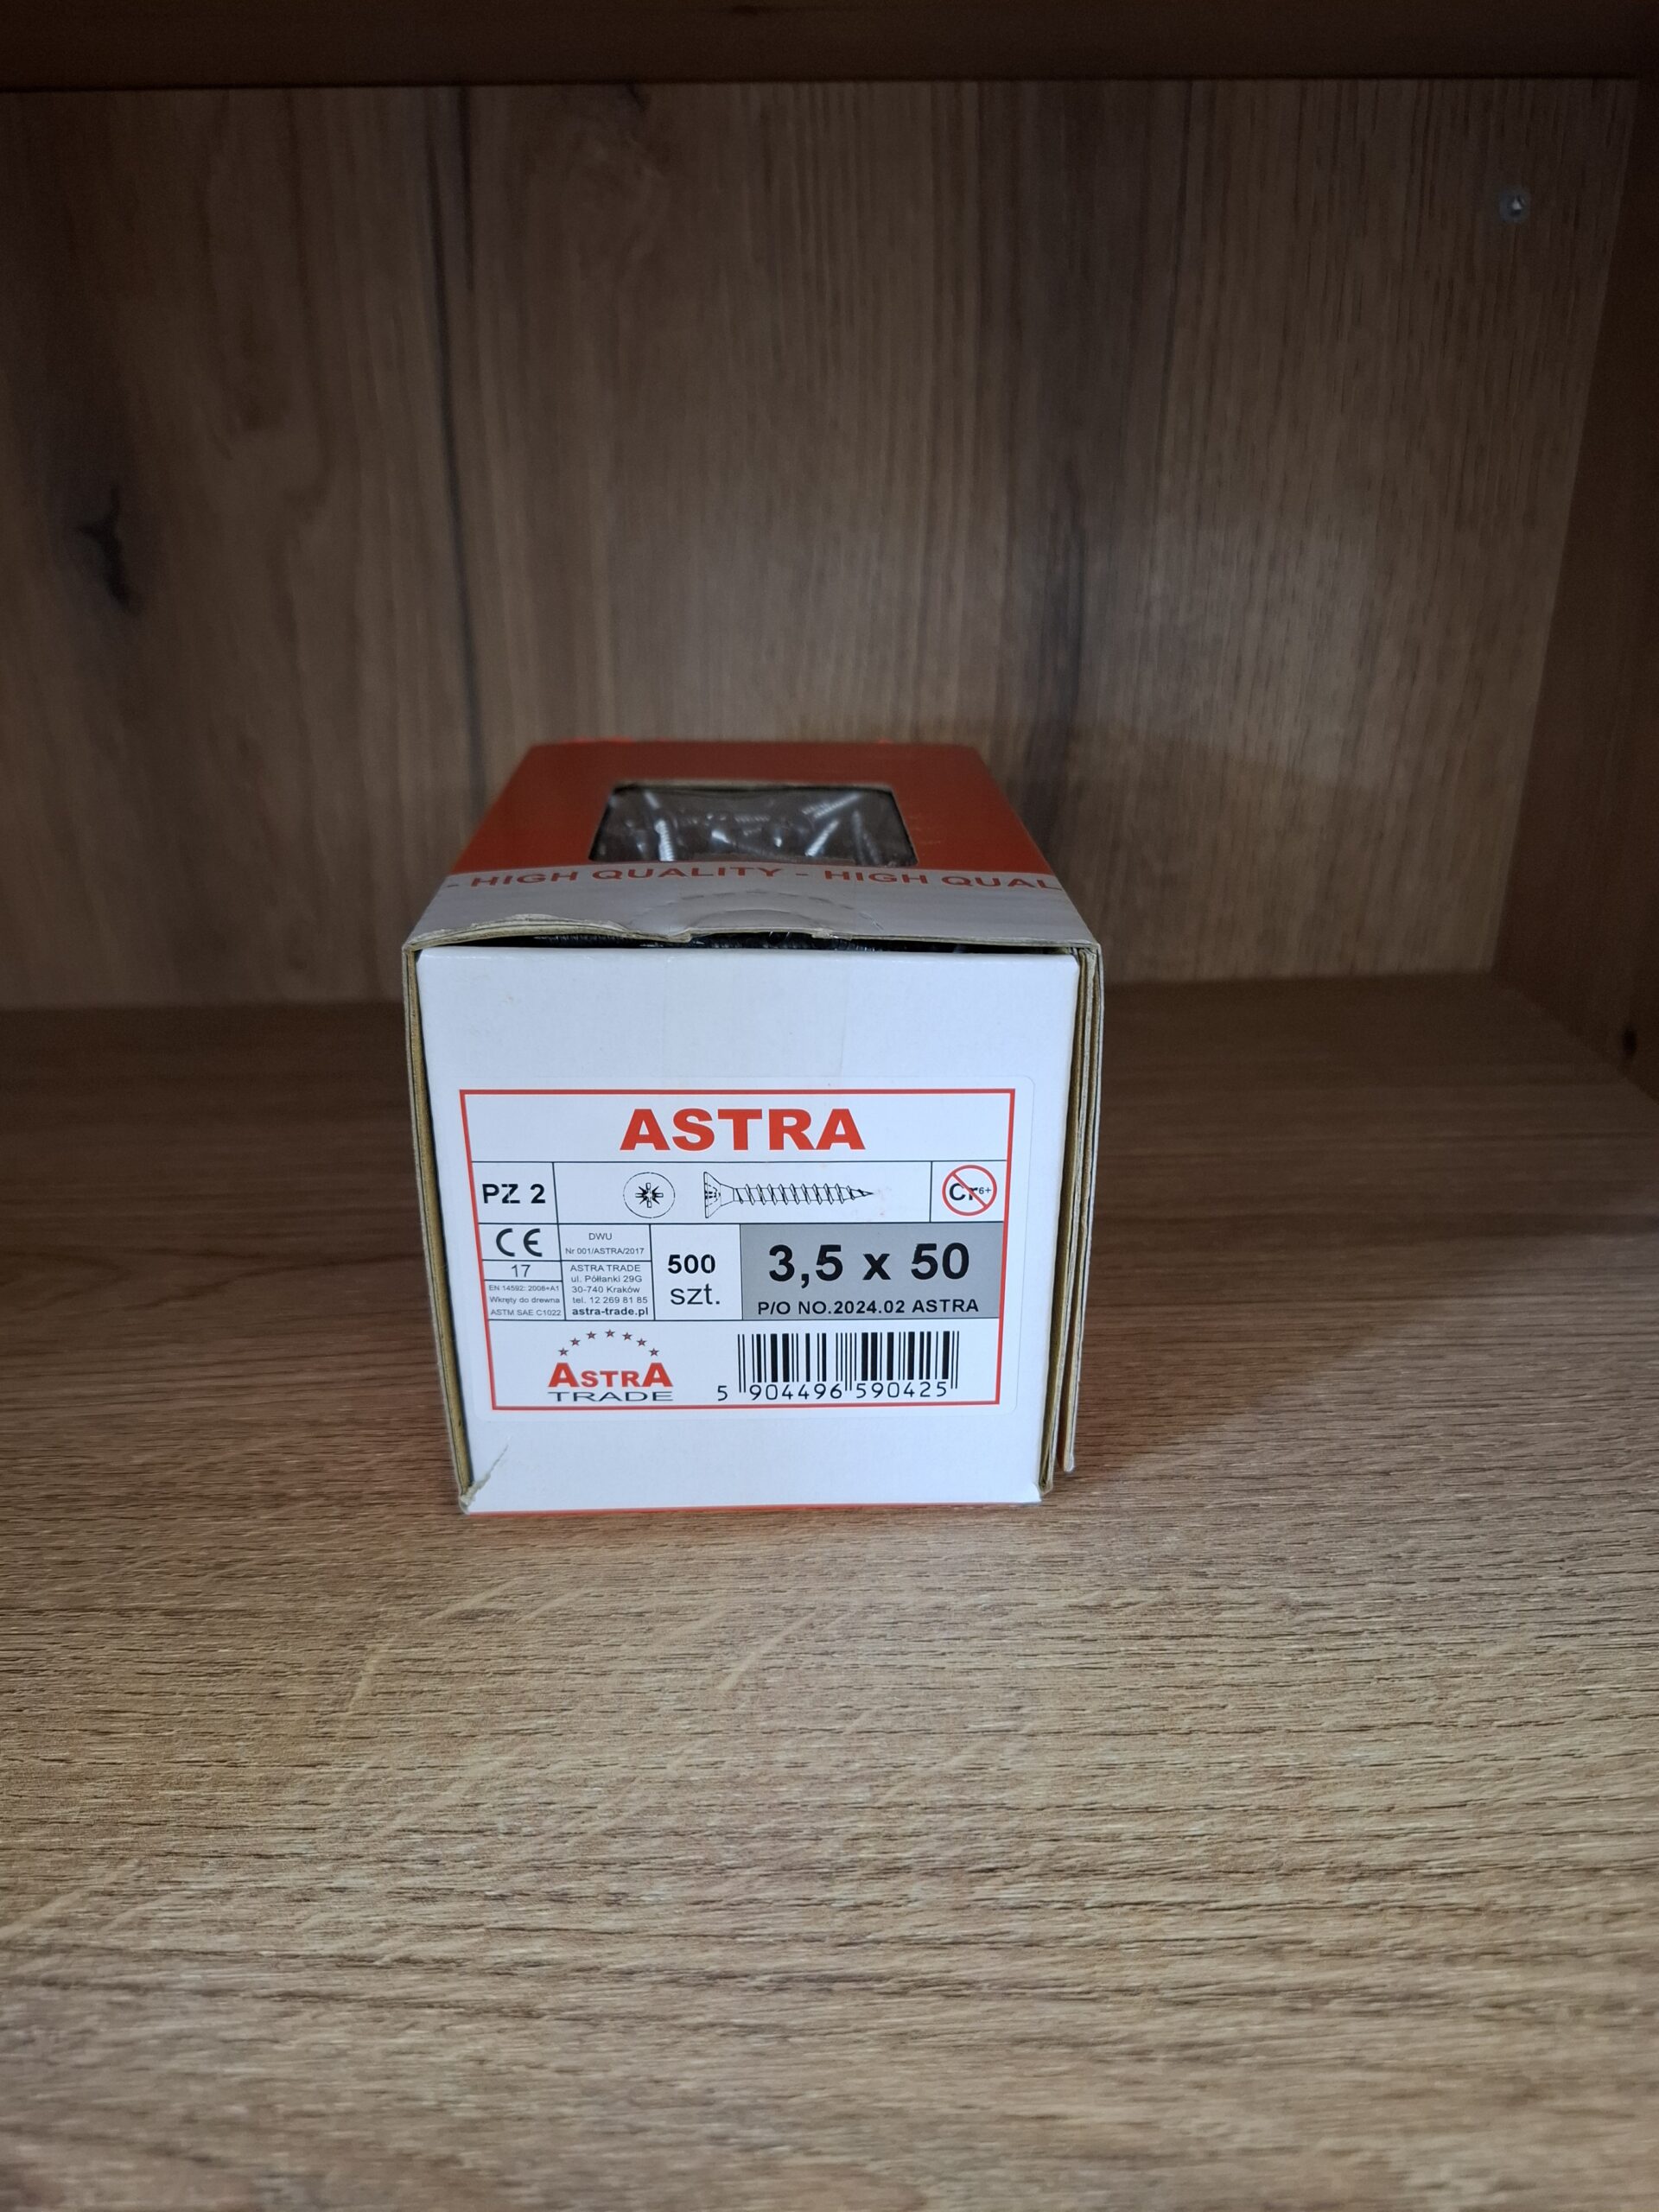 - HIGH QUALITY - HIGH QUAL
ASTRA
PZ 2
Cr6+
CE
17
EN 14592: 2008+A1
Wkręty do drewna
ASTM SAE C1022
DWU
Nr 001/ASTRA/2017
ASTRA TRADE
ul. Półłanki 29G
30-740 Kraków
tel. 12 269 81 85
astra-trade.pl
500
szt.
3,5 x 50
P/O NO.2024.02 ASTRA
ASTRA
TRADE
5 904496 590425